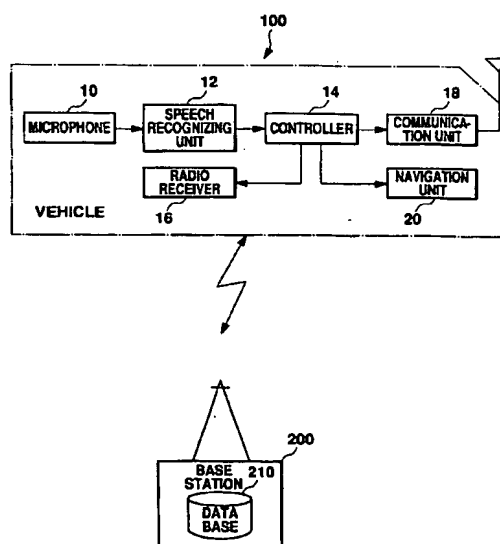 100
10
12
14
18
MICROPHONE
SPEECH
RECOGNIZING
UNIT
CONTROLLER
COMMUNICA-
TION UNIT
RADIO
RECEIVER
NAVIGATION
UNIT
VEHICLE
16
20
200
BASE
STATION
210
DATA
BASE